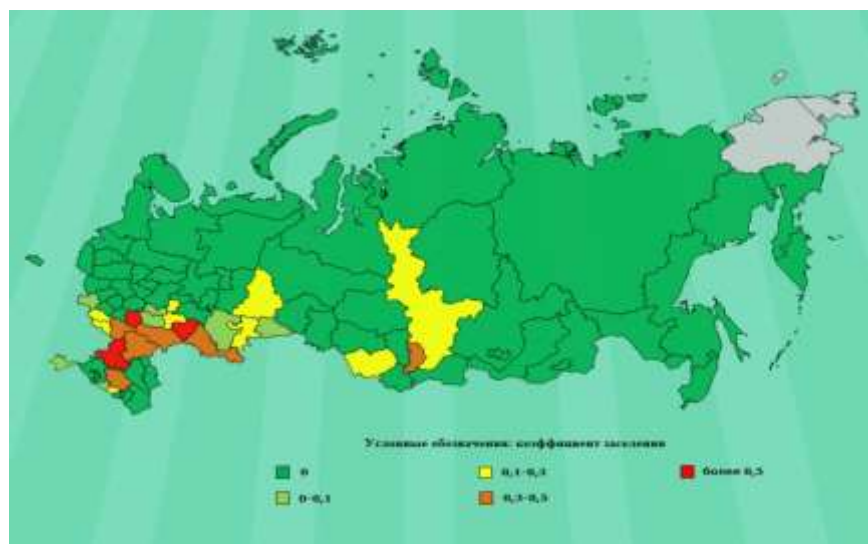 Условные обозначения: коэффициент заселения
0
0,1-0,3
более 0,5
0-0,1
0,3-0,5